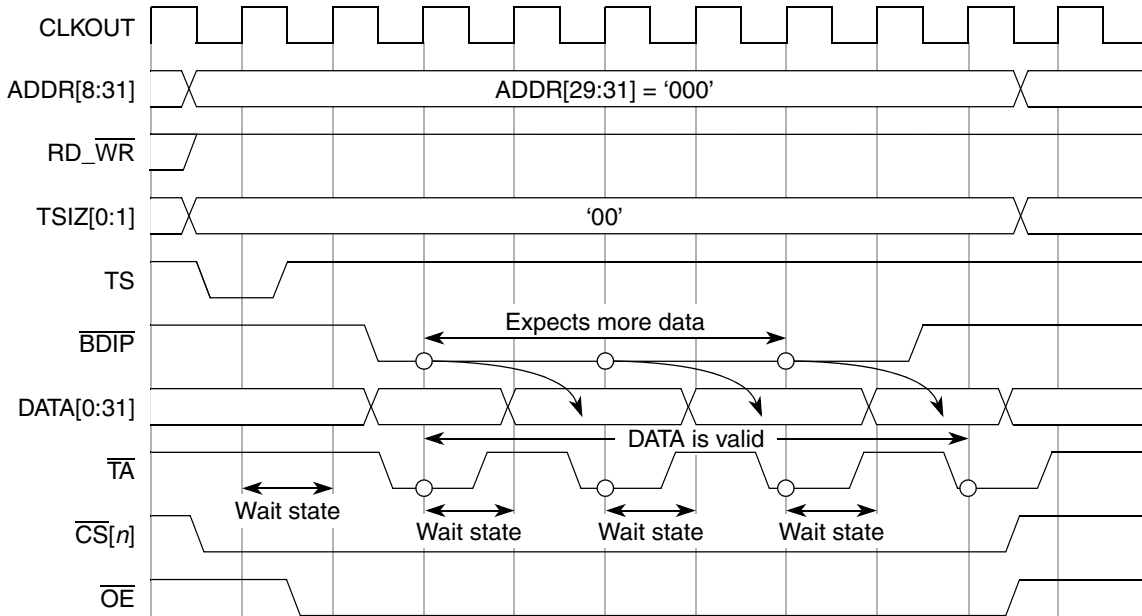 CLKOUT
ADDR[8:31]
ADDR[29:31] = ‘000’
RD_WR
TSIZ[0:1]
‘00’
TS
Expects more data
BDIP
DATA[0:31]
DATA is valid
TA
Wait state
Wait state
Wait state
Wait state
CS[n]
OE